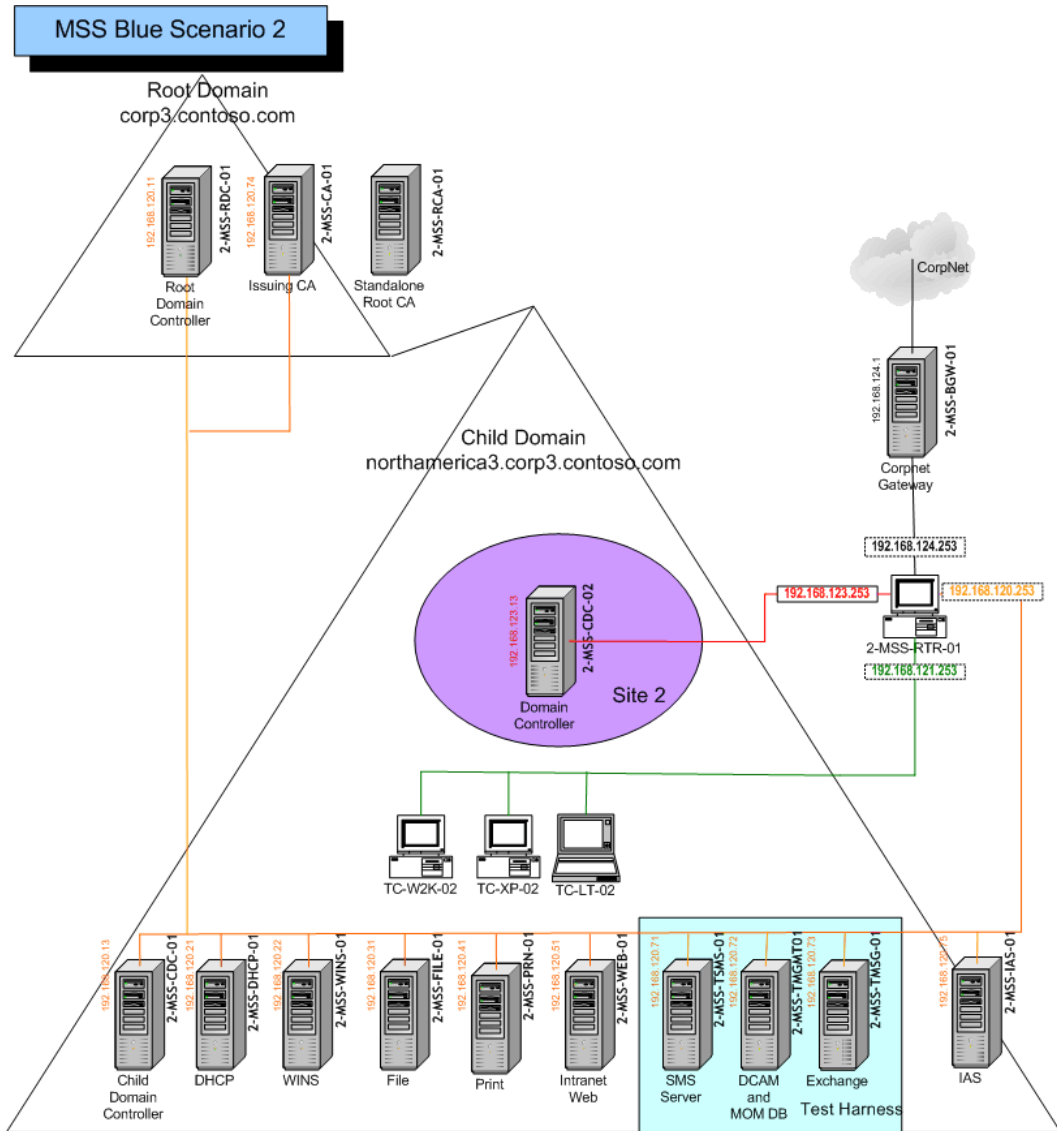 MSS Blue Scenario 2
Root Domain
corp3.contoso.com
192.168.120.11
2-MSS-RDC-01
192.168.120.74
2-MSS-CA-01
2-MSS-RCA-01
Root
Domain
Controller
Issuing CA
Standalone
Root CA
CorpNet
192.168.124.1
2-MSS-BGW-01
Corpnet
Gateway
Child Domain
northamerica3.corp3.contoso.com
192.168.124.253
192.168.123.253
192.168.120.253
2-MSS-RTR-01
192.168.121.253
192.168.123.13
2-MSS-CDC-02
Site 2
Domain
Controller
TC-W2K-02
TC-XP-02
TC-LT-02
192.168.120.13
2-MSS-CDC-01
192.168.120.21
2-MSS-DHCP-01
192.168.120.22
2-MSS-WINS-01
192.168.120.31
2-MSS-FILE-01
192.168.120.41
2-MSS-PRN-01
192.168.120.51
2-MSS-WEB-01
192.168.120.71
2-MSS-TSMS-01
192.168.120.72
2-MSS-TMGMT01
192.168.120.73
2-MSS-TMSG-01
192.168.120.75
2-MSS-IAS-01
Child
Domain
Controller
DHCP
WINS
File
Print
Intranet
Web
SMS
Server
DCAM
and
MOM DB
Exchange
IAS
Test Harness